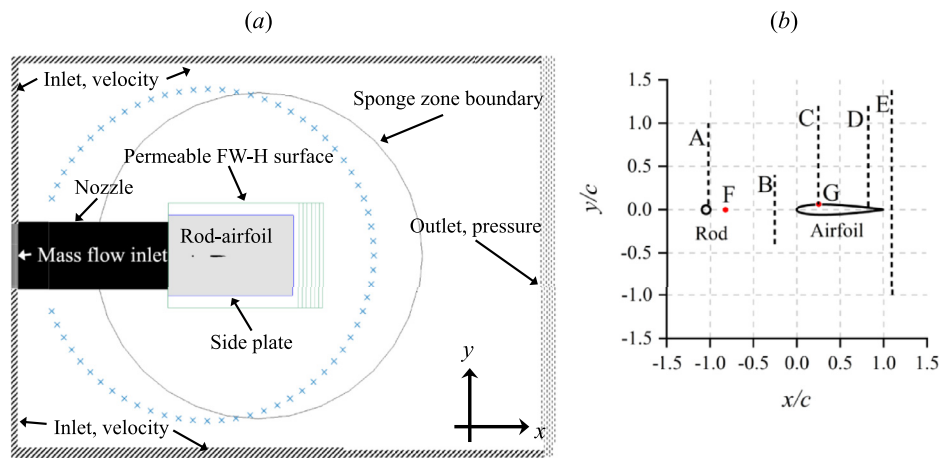 (a)
Inlet, velocity
Sponge zone boundary
Permeable FW-H surface
Nozzle
Rod-airfoil
Mass flow inlet
Outlet, pressure
Side plate
Inlet, velocity
y
x
(b)
1.5
1.0
0.5
0.0
-0.5
-1.0
-1.5
y/c
A
B
C
D
E
F
G
Rod
Airfoil
-1.5 -1.0 -0.5 0.0 0.5 1.0 1.5
x/c